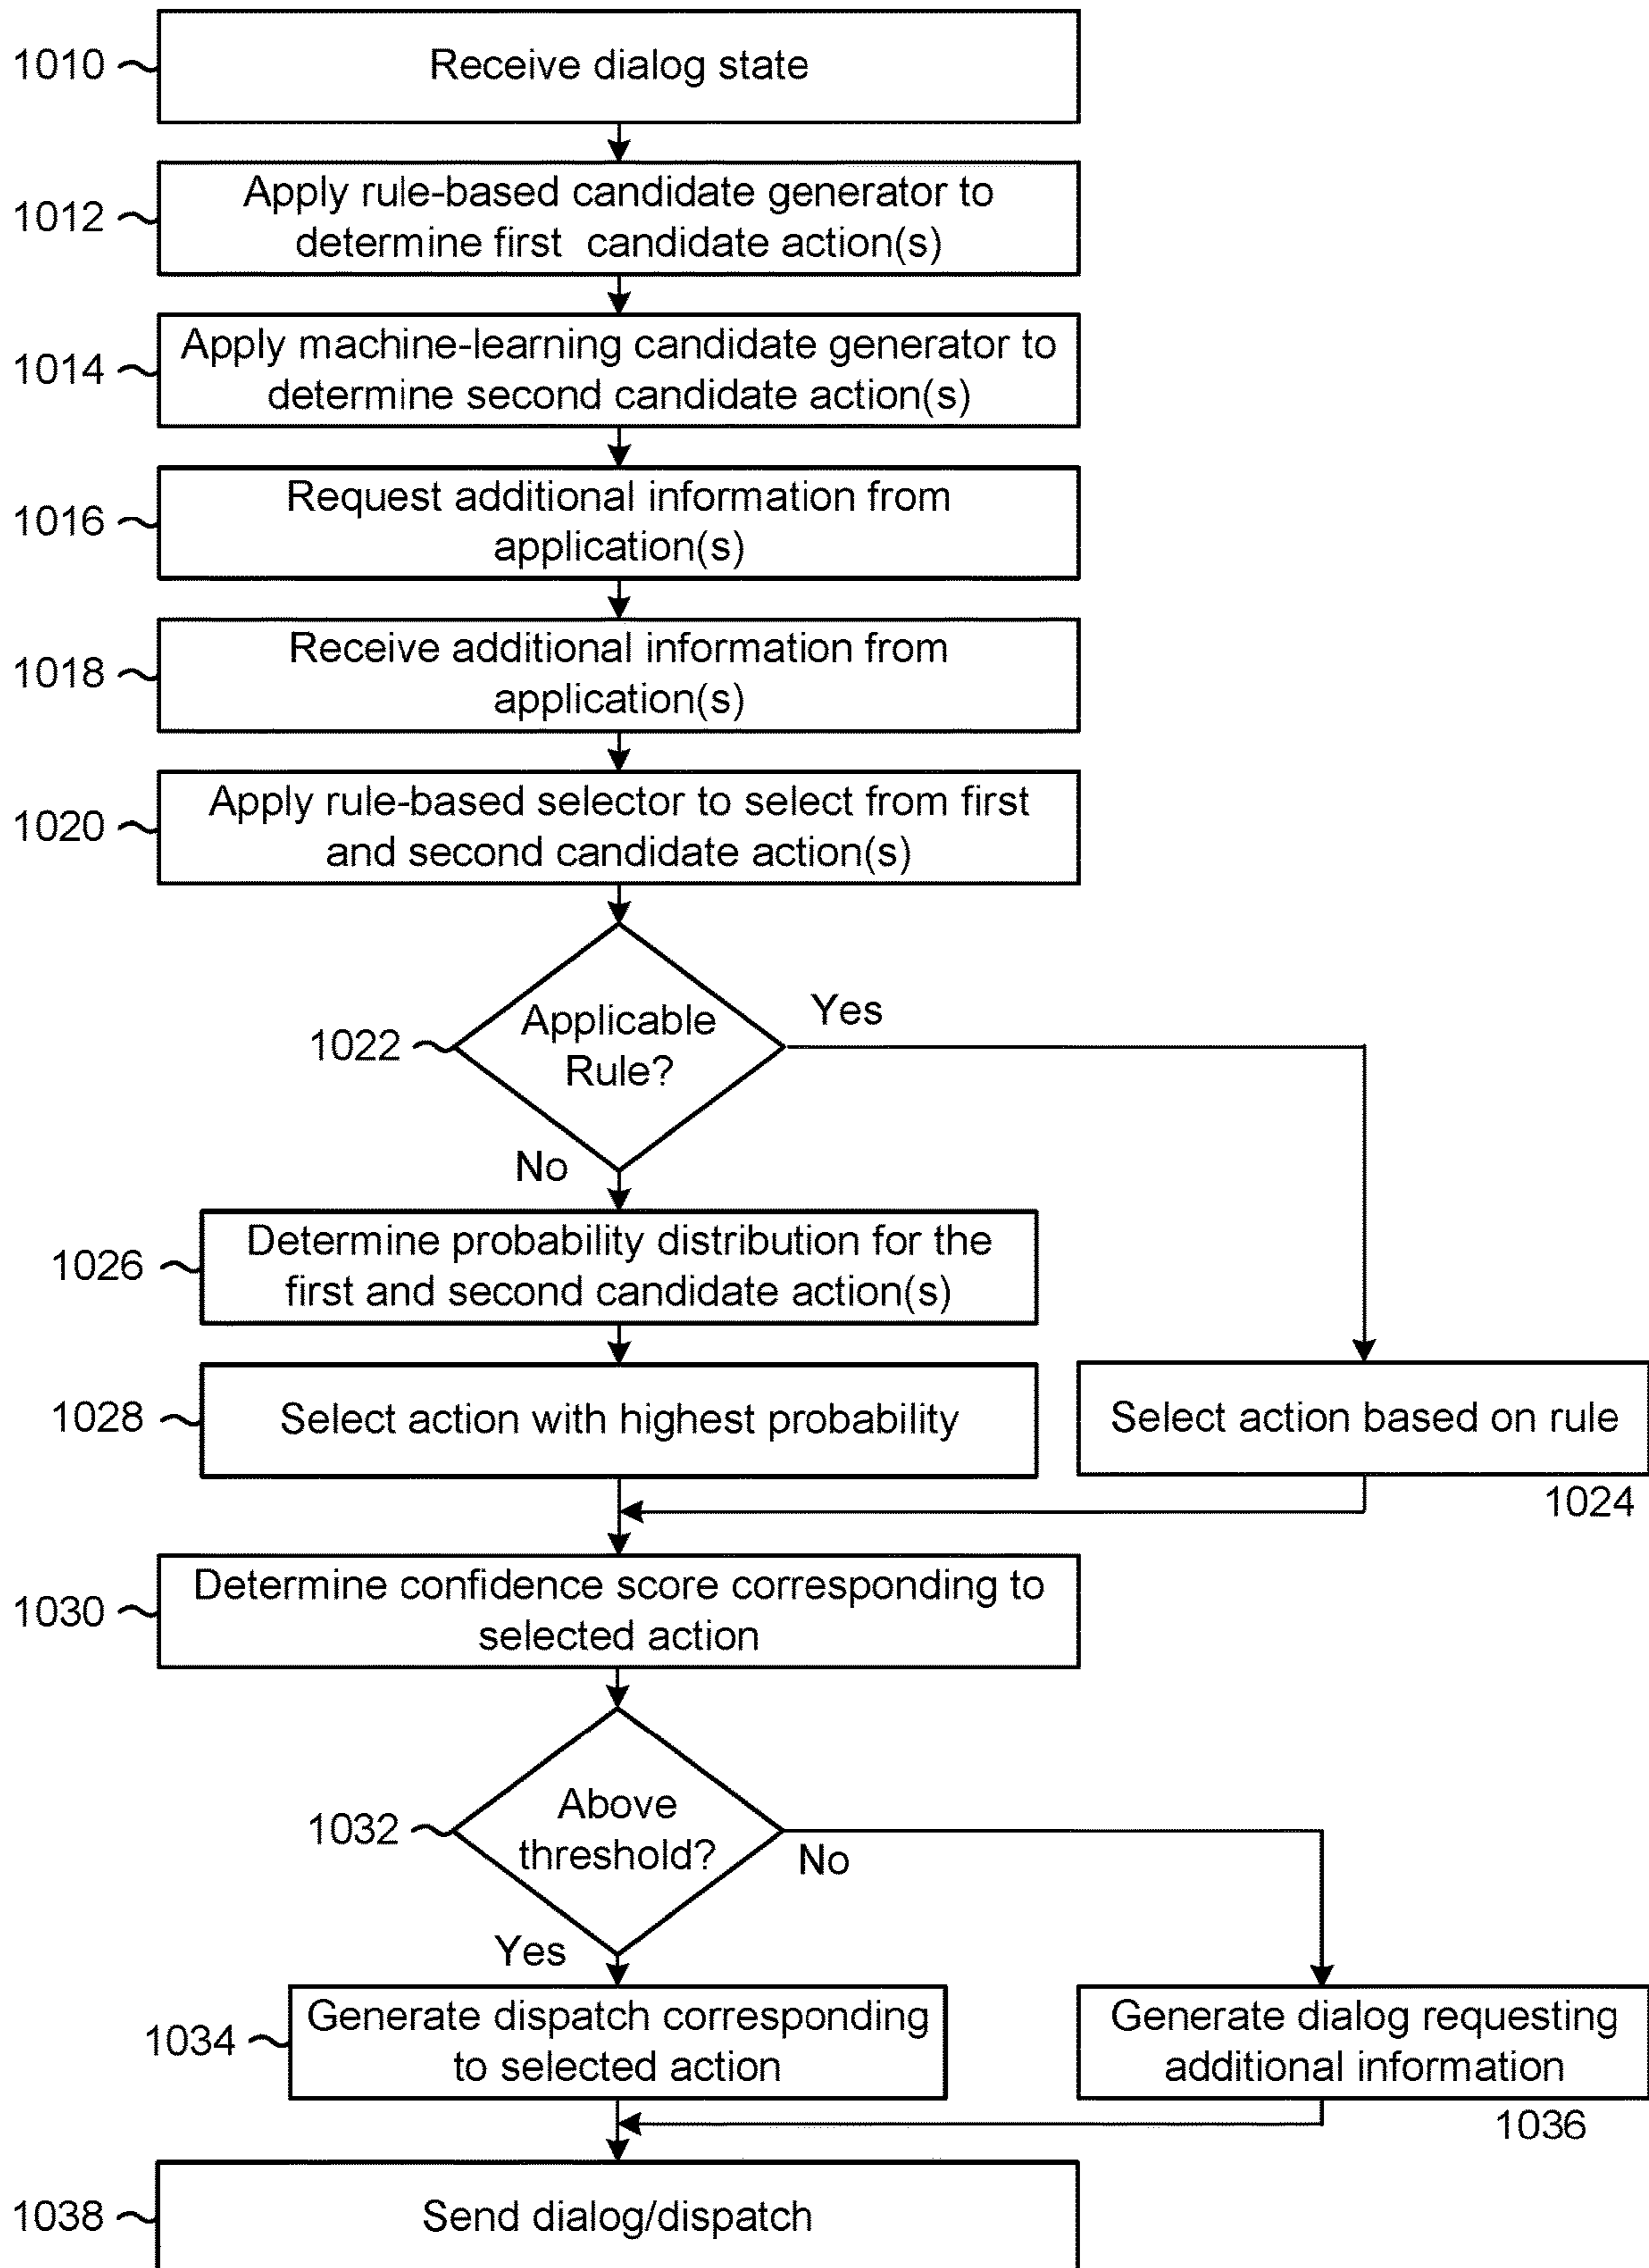 1010
Receive dialog state
1012
Apply rule-based candidate generator to
determine first candidate action(s)
1014
Apply machine-learning candidate generator to
determine second candidate action(s)
1016
Request additional information from
application(s)
1018
Receive additional information from
application(s)
1020
Apply rule-based selector to select from first
and second candidate action(s)
1022
Applicable
Rule?
Yes
No
1026
Determine probability distribution for the
first and second candidate action(s)
1028
Select action with highest probability
Select action based on rule
1024
1030
Determine confidence score corresponding to
selected action
1032
Above
threshold?
No
Yes
1034
Generate dispatch corresponding
to selected action
Generate dialog requesting
additional information
1036
1038
Send dialog/dispatch